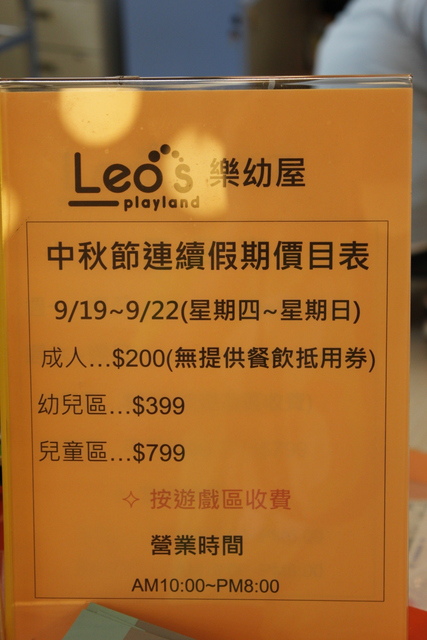 Leo's 樂幼屋
playland
中秋節連續假期價目表
9/19~9/22(星期四~星期日)
成人...$200(無提供餐飲抵用券)
幼兒區...$399
兒童區...$799
✧ 按遊戲區收費
營業時間
AM10:00~PM8:00